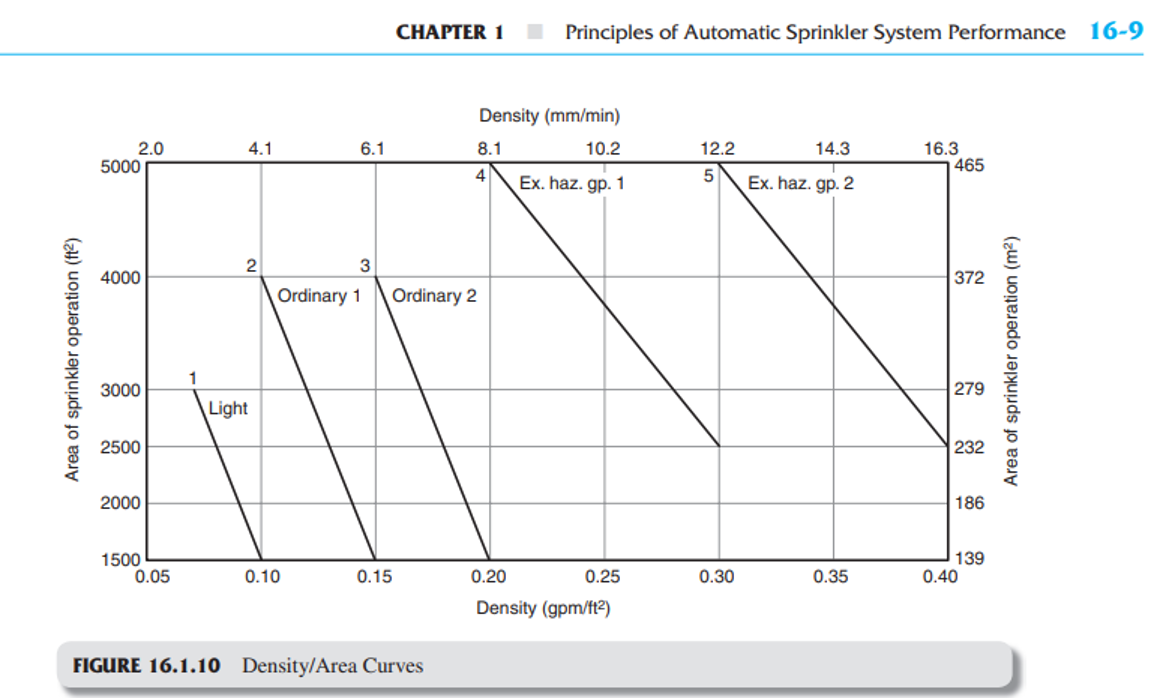 CHAPTER 1 ■ Principles of Automatic Sprinkler System Performance 16-9
Density (mm/min)
2.0 4.1 6.1 8.1 10.2 12.2 14.3 16.3
5000 465
4 Ex. haz. gp. 1 5 Ex. haz. gp. 2
2 3
4000 372
Ordinary 1 Ordinary 2
1
3000 279
Light
2500 232
2000 186
1500 139
0.05 0.10 0.15 0.20 0.25 0.30 0.35 0.40
Density (gpm/ft²)
Area of sprinkler operation (ft²)
Area of sprinkler operation (m²)
FIGURE 16.1.10 Density/Area Curves